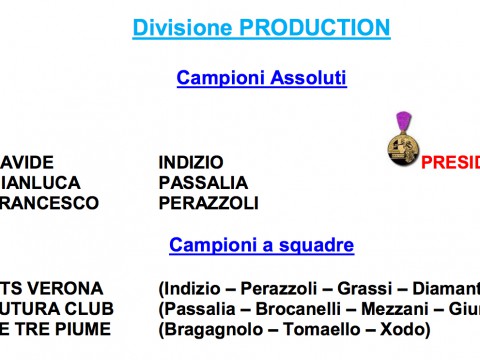 Divisione PRODUCTION
Campioni Assoluti
AVIDE INDIZIO PRESID
IANLUCA PASSALIA
RANCESCO PERAZZOLI
Campioni a squadre
TS VERONA (Indizio – Perazzoli – Grassi – Diamant
UTURA CLUB (Passalia – Brocanelli – Mezzani – Giur
E TRE PIUME (Bragagnolo – Tomaello – Xodo)